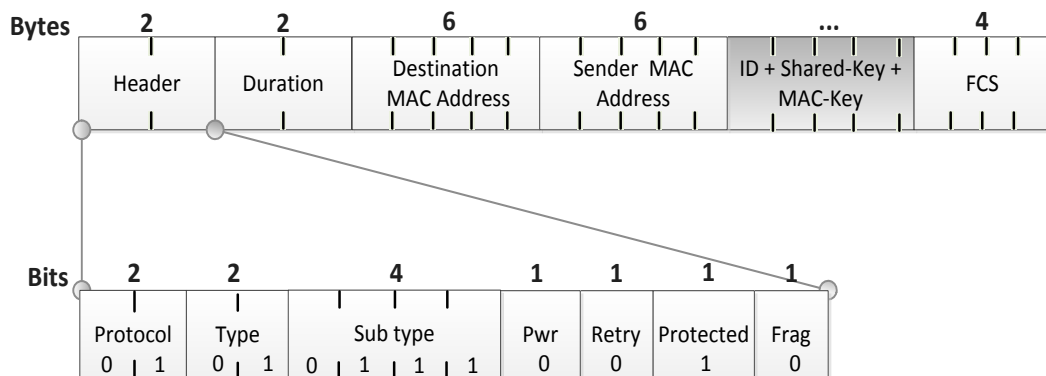 Bytes 2 2 6 6 ... 4
Header Duration Destination MAC Address Sender MAC Address ID + Shared-Key + MAC-Key FCS
Bits 2 2 4 1 1 1 1
Protocol Type Sub type Pwr Retry Protected Frag
0 1 0 1 0 1 1 1 0 0 1 0